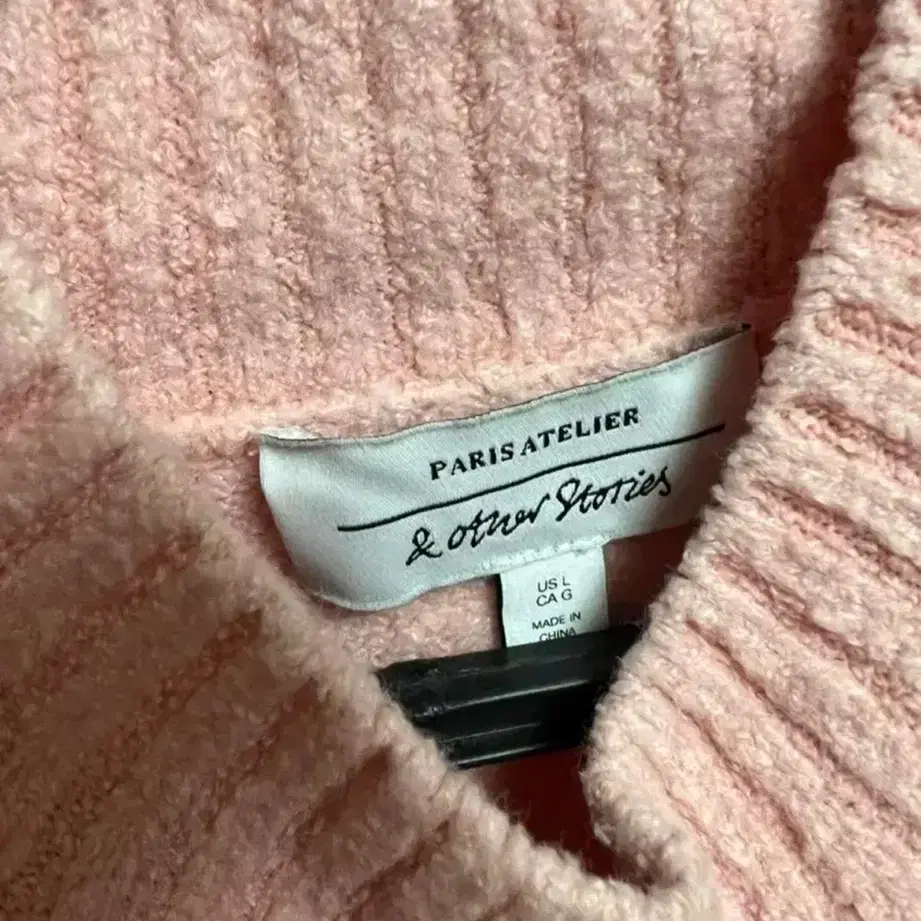 PARIS ATELIER
& other Stories
US L
CA G
MADE IN
CHINA